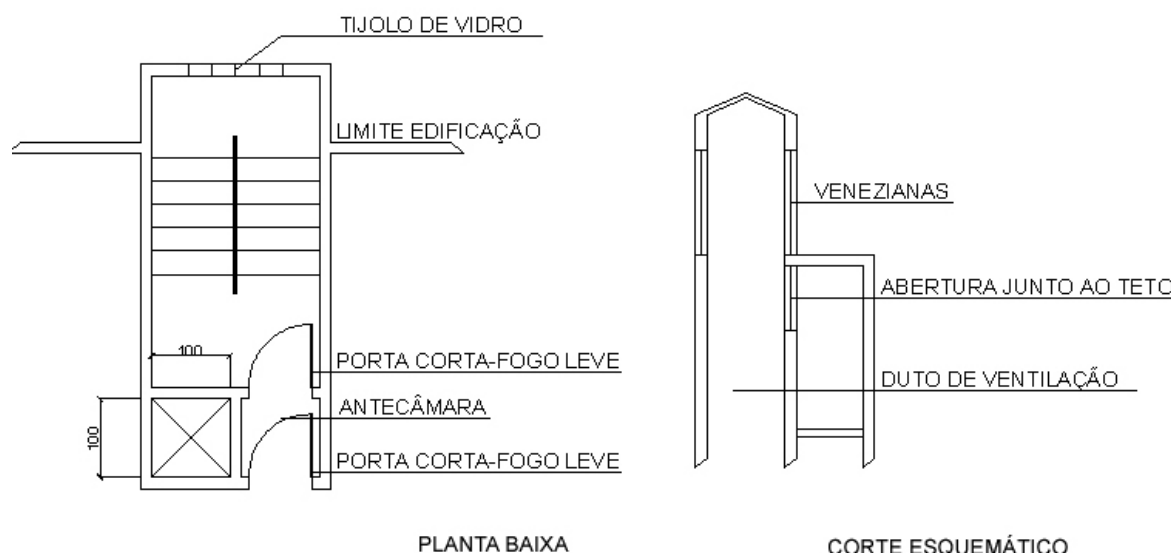 TIJOLO DE VIDRO
LIMITE EDIFICAÇÃO
100
PORTA CORTA-FOGO LEVE
ANTECÂMARA
100
PORTA CORTA-FOGO LEVE
PLANTA BAIXA
VENEZIANAS
ABERTURA JUNTO AO TETO
DUTO DE VENTILAÇÃO
CORTE ESQUEMÁTICO